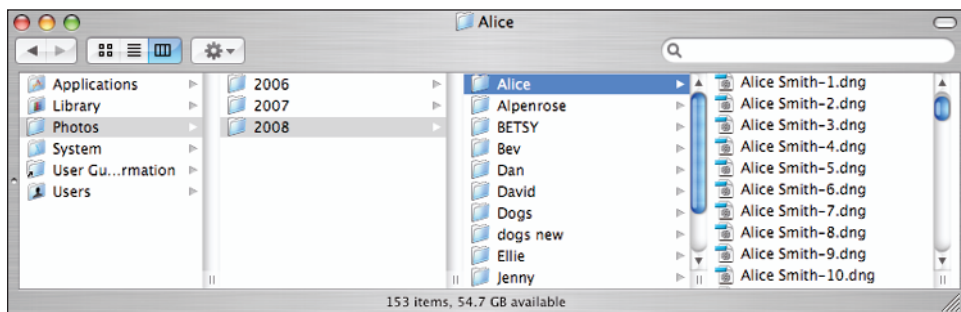 Alice
Applications
Library
Photos
System
User Gu...rmation
Users
2006
2007
2008
Alice
Alpenrose
BETSY
Bev
Dan
David
Dogs
dogs new
Ellie
Jenny
Alice Smith-1.dng
Alice Smith-2.dng
Alice Smith-3.dng
Alice Smith-4.dng
Alice Smith-5.dng
Alice Smith-6.dng
Alice Smith-7.dng
Alice Smith-8.dng
Alice Smith-9.dng
Alice Smith-10.dng
153 items, 54.7 GB available